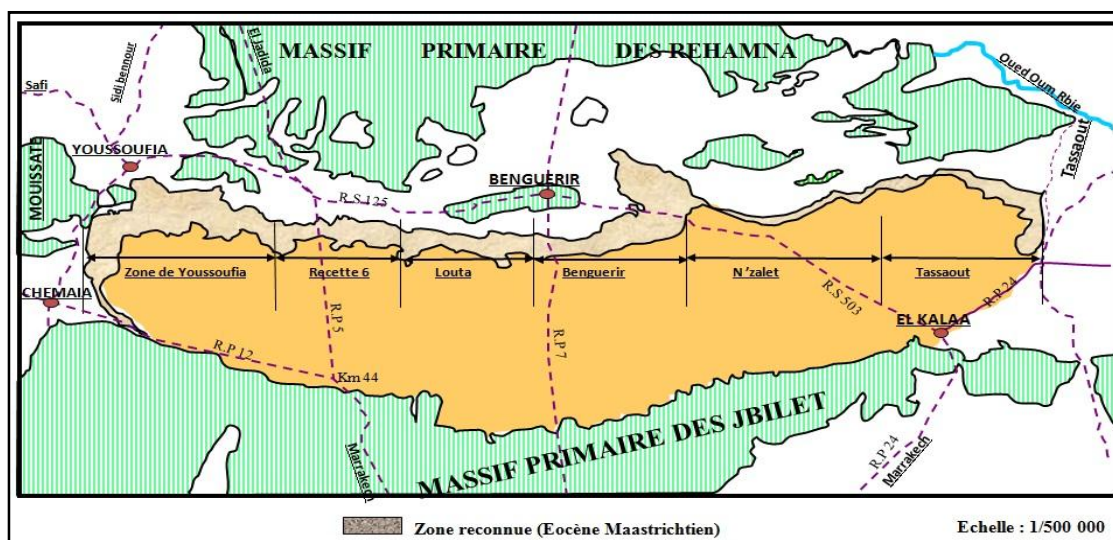 MASSIF PRIMAIRE DES REHAMNA
El Jadida
Sidi bennour
Safi
Oued Oum Rbie
Tassaout
YOUSSOUFIA
MOUISSATE
BENGUERIR
R.S 125
Zone de Youssoufia
Recette 6
Louta
Benguerir
N 'zalet
Tassaout
CHEMAIA
R.P 5
R.P 7
R.S 503
R.P 24
EL KALAA
R.P 12
Km 44
MASSIF PRIMAIRE DES JBILET
Marrakech
R.P 24
Marrakech
Zone reconnue (Eocène Maastrichtien)
Echelle : 1/500 000